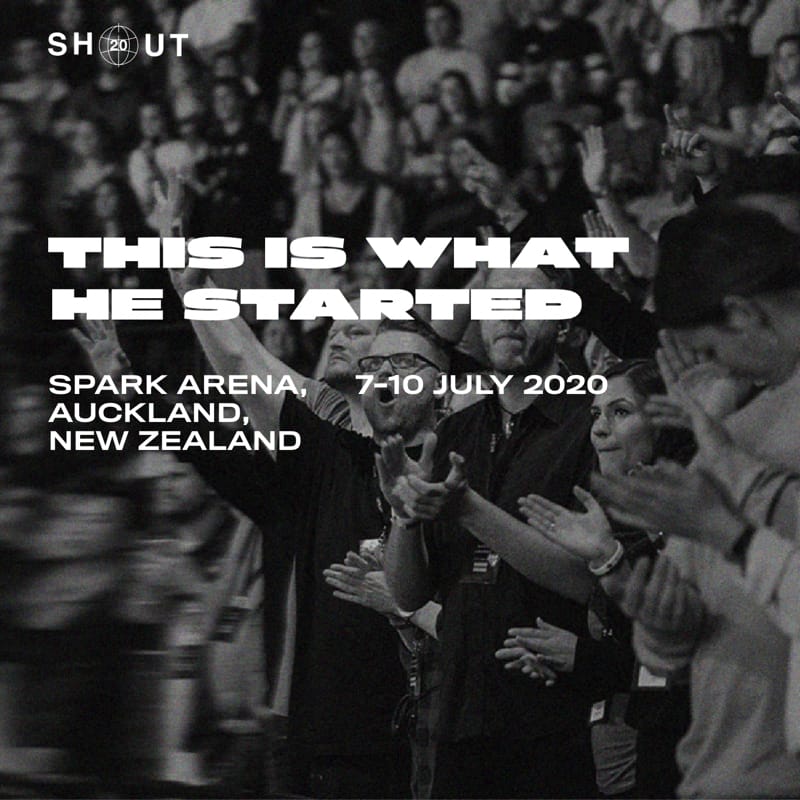 SH20UT
THIS IS WHAT
HE STARTED
SPARK ARENA, 7-10 JULY 2020
AUCKLAND,
NEW ZEALAND